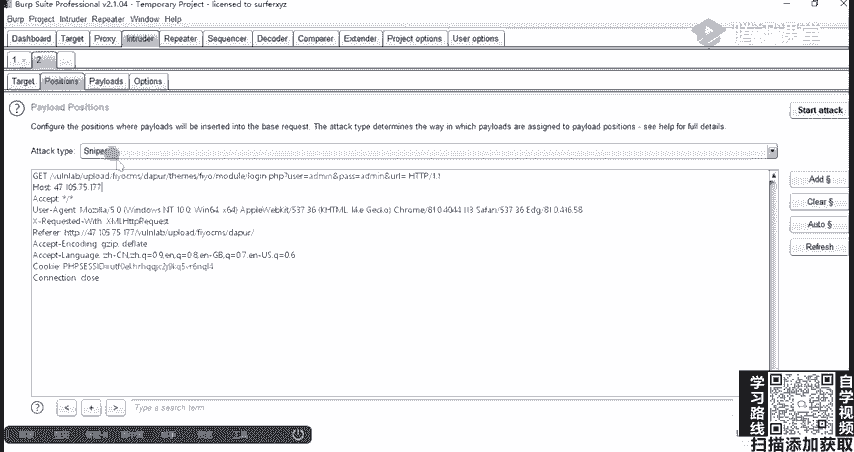 Burp Suite Professional v2.1.04 - Temporary Project - licensed to surferxyz
Burp Project Intruder Repeater Window Help
Dashboard Target Proxy Intruder Repeater Sequencer Decoder Comparer Extender Project options User options
1 2 ...
Target Positions Payloads Options
Payload Positions
Start attack
Configure the positions where payloads will be inserted into the base request. The attack type determines the way in which payloads are assigned to payload positions - see help for full details.
Attack type: Sniper
GET /vulnlab/upload/fiyocms/dapur/themes/fiyo/module/login.php?user=admin&pass=admin&url= HTTP/1.1
Host: 47.105.75.177
Accept: */*
User-Agent: Mozilla/5.0 (Windows NT 10.0; Win64; x64) AppleWebkit/537.36 (KHTML, like Gecko) Chrome/81.0.4044.113 Safari/537.36 Edg/81.0.416.58
X-Requested-With: XMLHttpRequest
Referer: http://47.105.75.177/vulnlab/upload/fiyocms/dapur/
Accept-Encoding: gzip, deflate
Accept-Language: zh-CN,zh;q=0.9,en;q=0.8,en-GB;q=0.7,en-US;q=0.6
Cookie:
Connection: close
Add §
Clear §
Auto §
Refresh
? < + > Type a search term
腾讯课堂
学习路线
自学视频
扫描添加获取